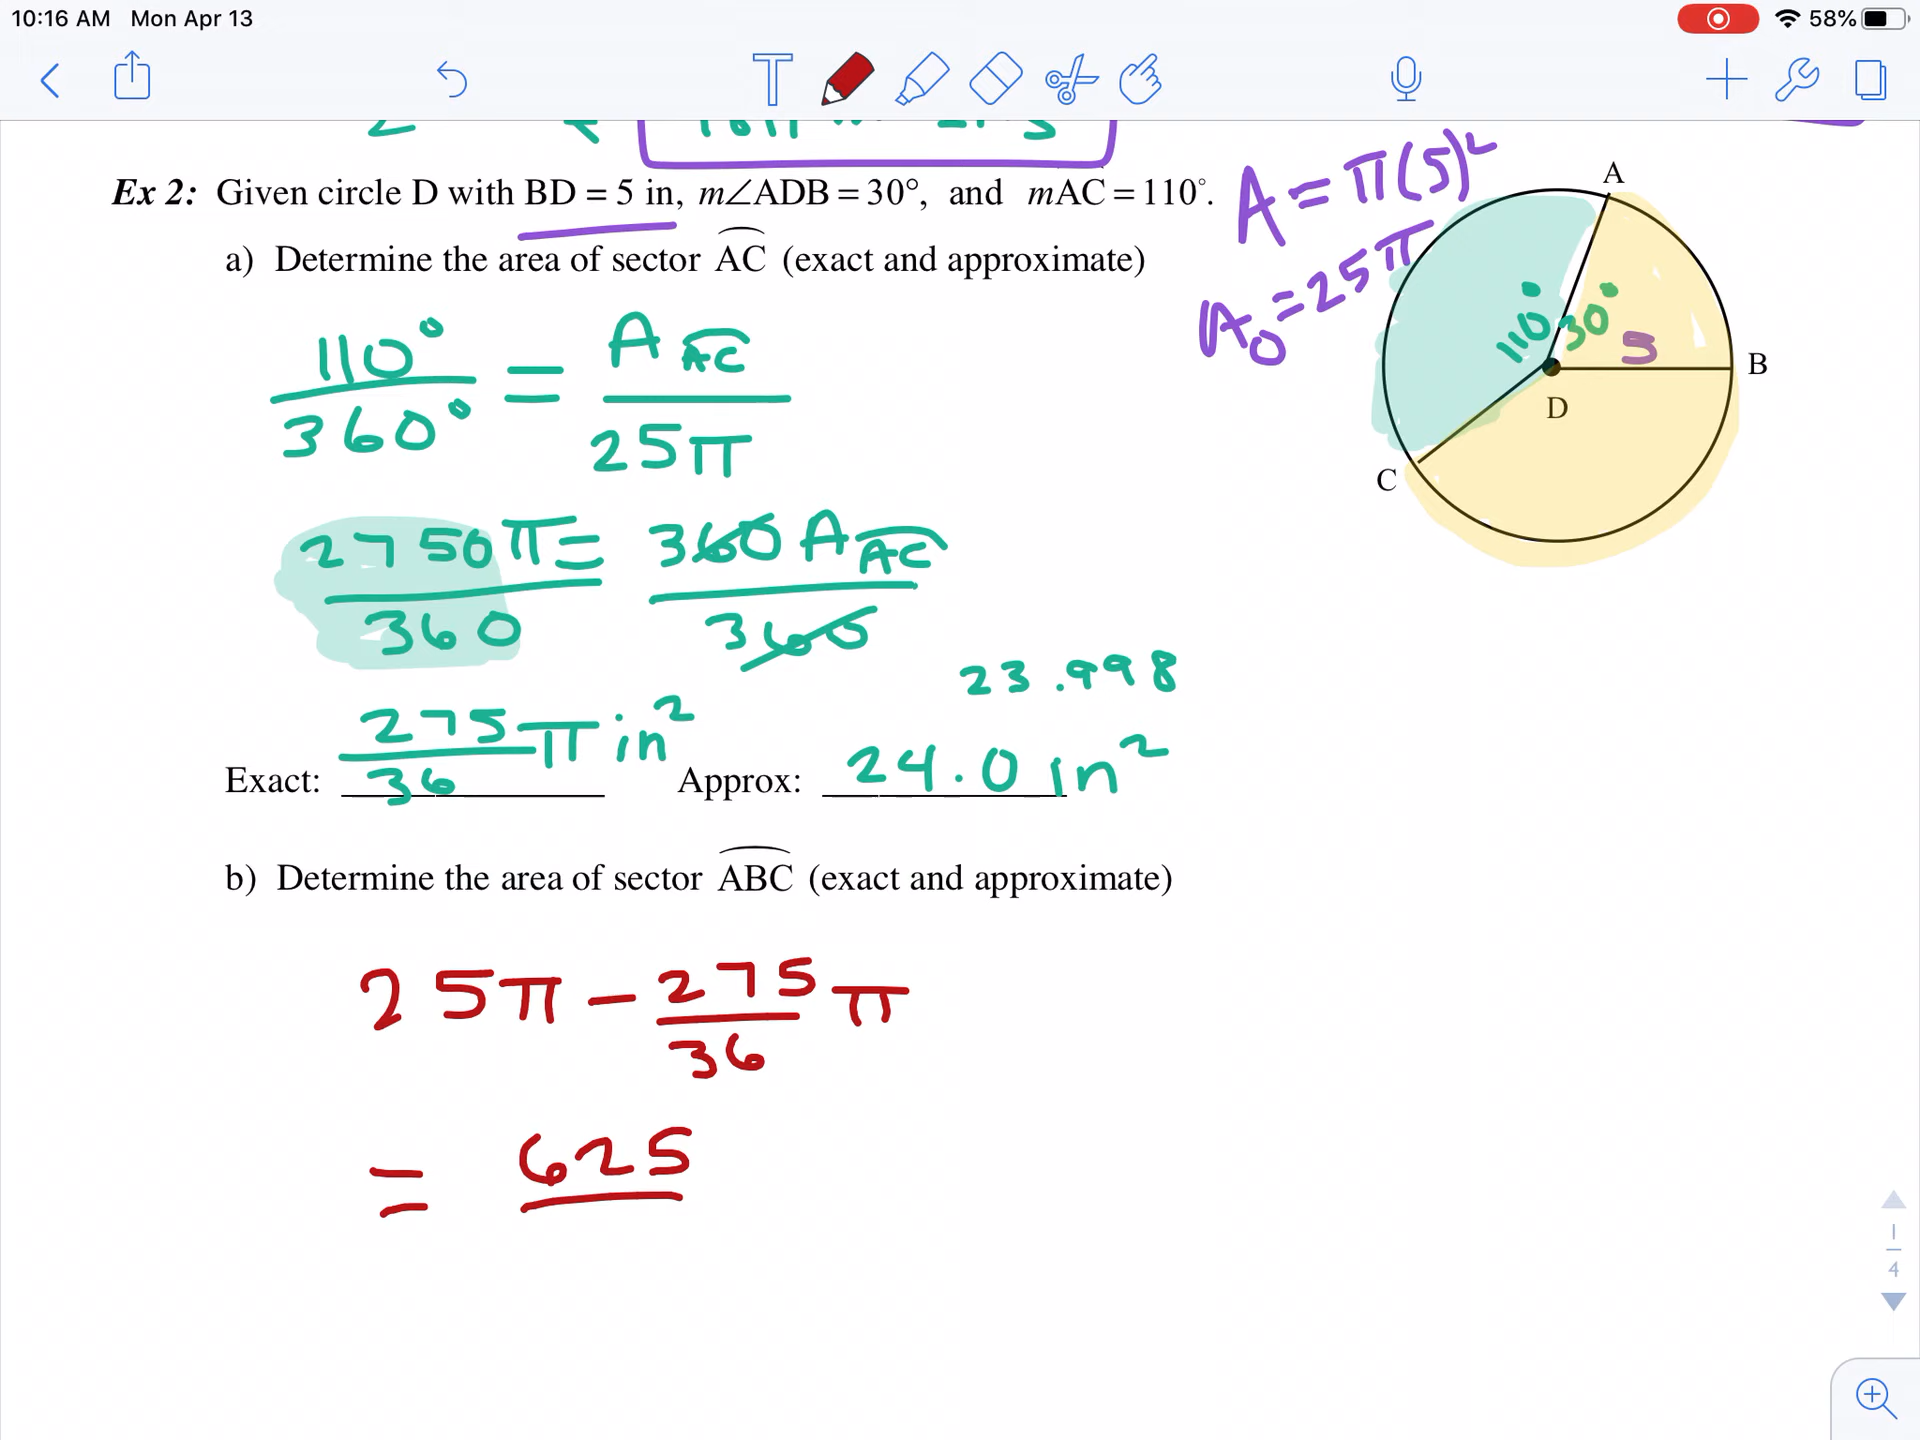 10:16 AM Mon Apr 13
58%
T
Ex 2: Given circle D with BD = 5 in, m∠ADB = 30°, and mAC = 110°.
A = π(5)²
A
a) Determine the area of sector AC (exact and approximate)
A₀ = 25π
110° 30° 5
B
D
C
110° / 360° = A AC / 25π
2750π / 360 = 360 A AC / 360
23.998
Exact: 275/36 π in² Approx: 24.0 in²
b) Determine the area of sector ABC (exact and approximate)
25π − 275/36 π
= 625
1
4